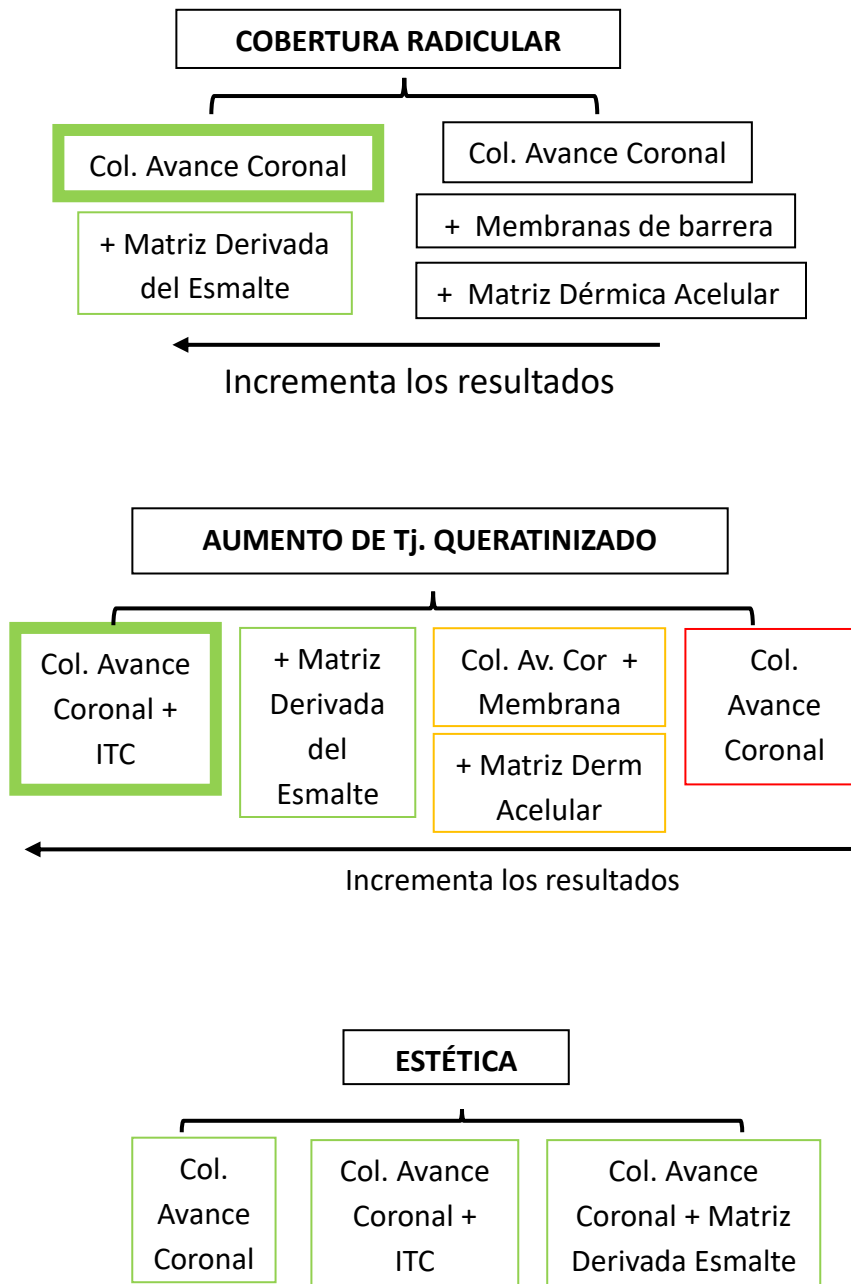 COBERTURA RADICULAR
Col. Avance Coronal
+ Matriz Derivada
del Esmalte
Col. Avance Coronal
+ Membranas de barrera
+ Matriz Dérmica Acelular
Incrementa los resultados
AUMENTO DE Tj. QUERATINIZADO
Col. Avance
Coronal +
ITC
+ Matriz
Derivada
del
Esmalte
Col. Av. Cor +
Membrana
+ Matriz Derm
Acelular
Col.
Avance
Coronal
Incrementa los resultados
ESTÉTICA
Col.
Avance
Coronal
Col. Avance
Coronal +
ITC
Col. Avance
Coronal + Matriz
Derivada Esmalte